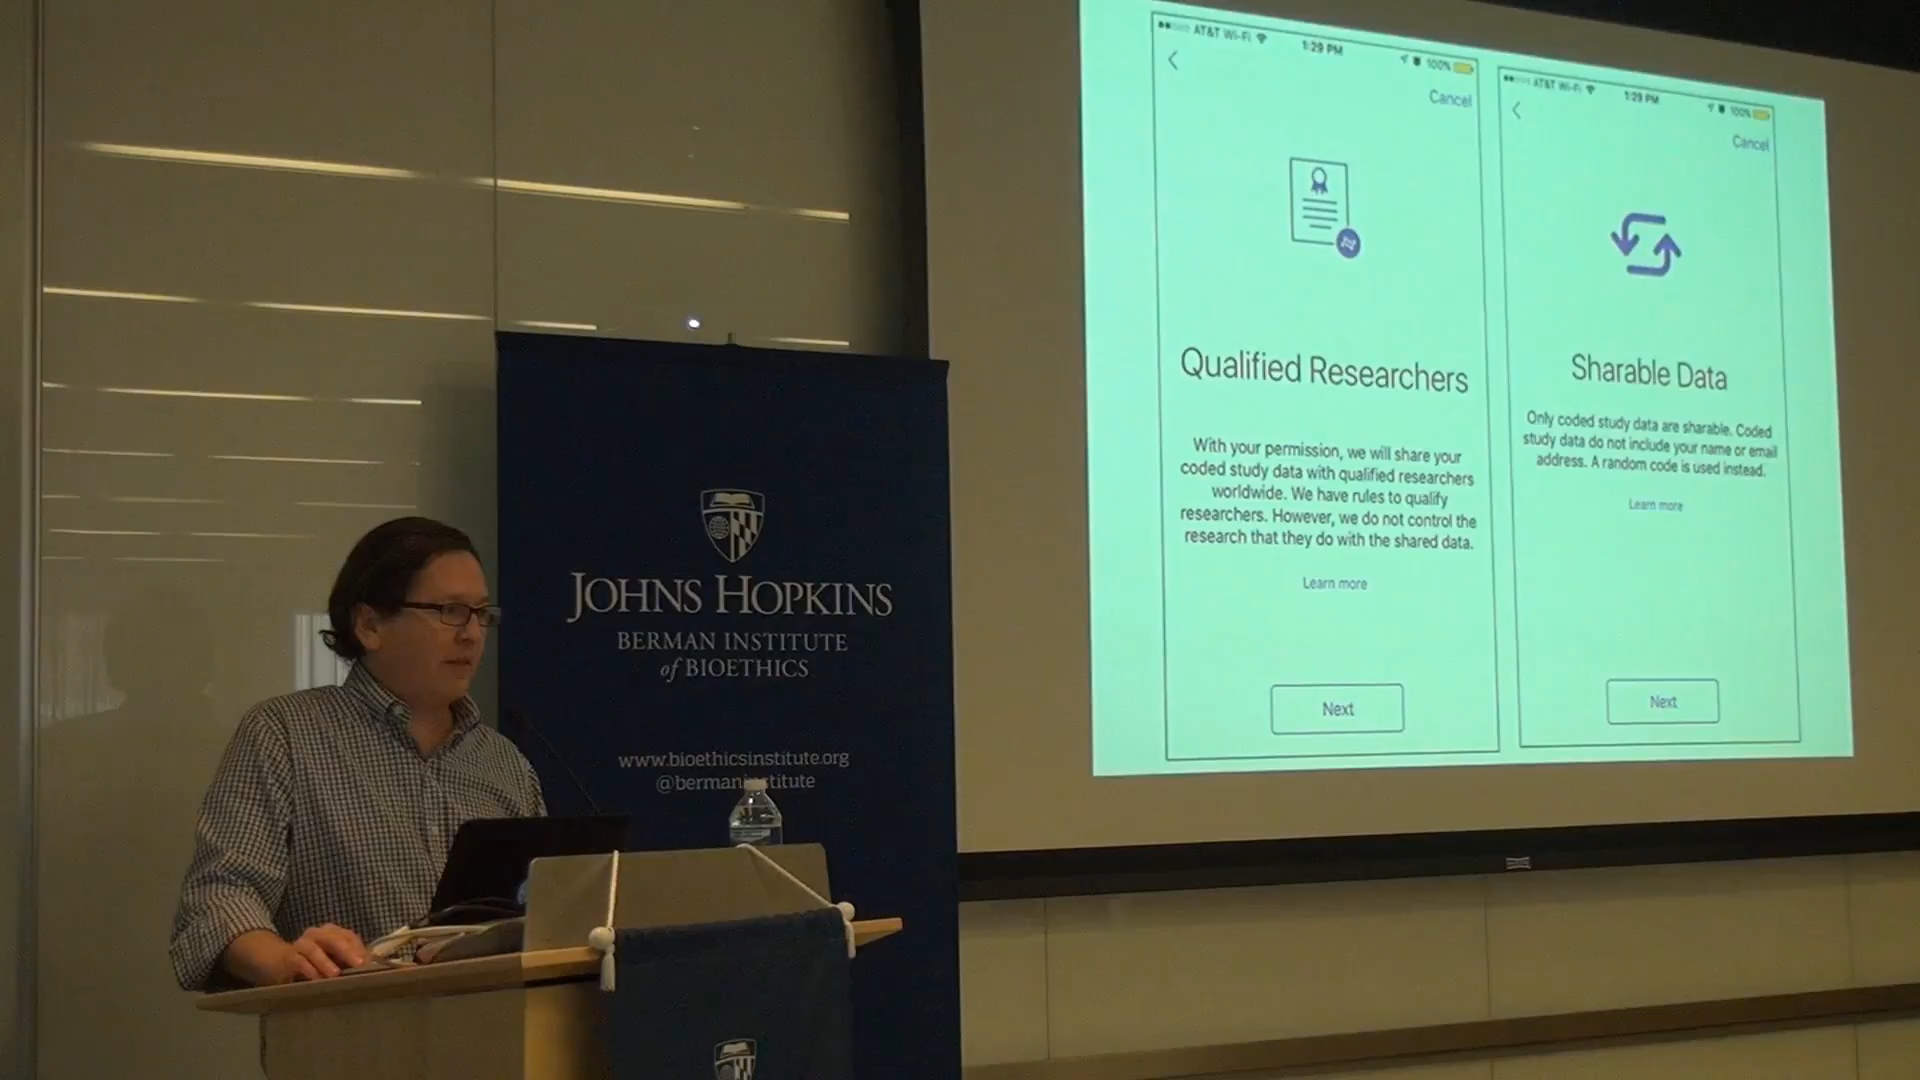 AT&T Wi-Fi
1:29 PM
100%
Cancel
Qualified Researchers
With your permission, we will share your
coded study data with qualified researchers
worldwide. We have rules to qualify
researchers. However, we do not control the
research that they do with the shared data.
Learn more
Next
AT&T Wi-Fi
1:29 PM
100%
Cancel
Sharable Data
Only coded study data are sharable. Coded
study data do not include your name or email
address. A random code is used instead.
Learn more
Next
JOHNS HOPKINS
BERMAN INSTITUTE
of BIOETHICS
www.bioethicsinstitute.org
@bermaninstitute